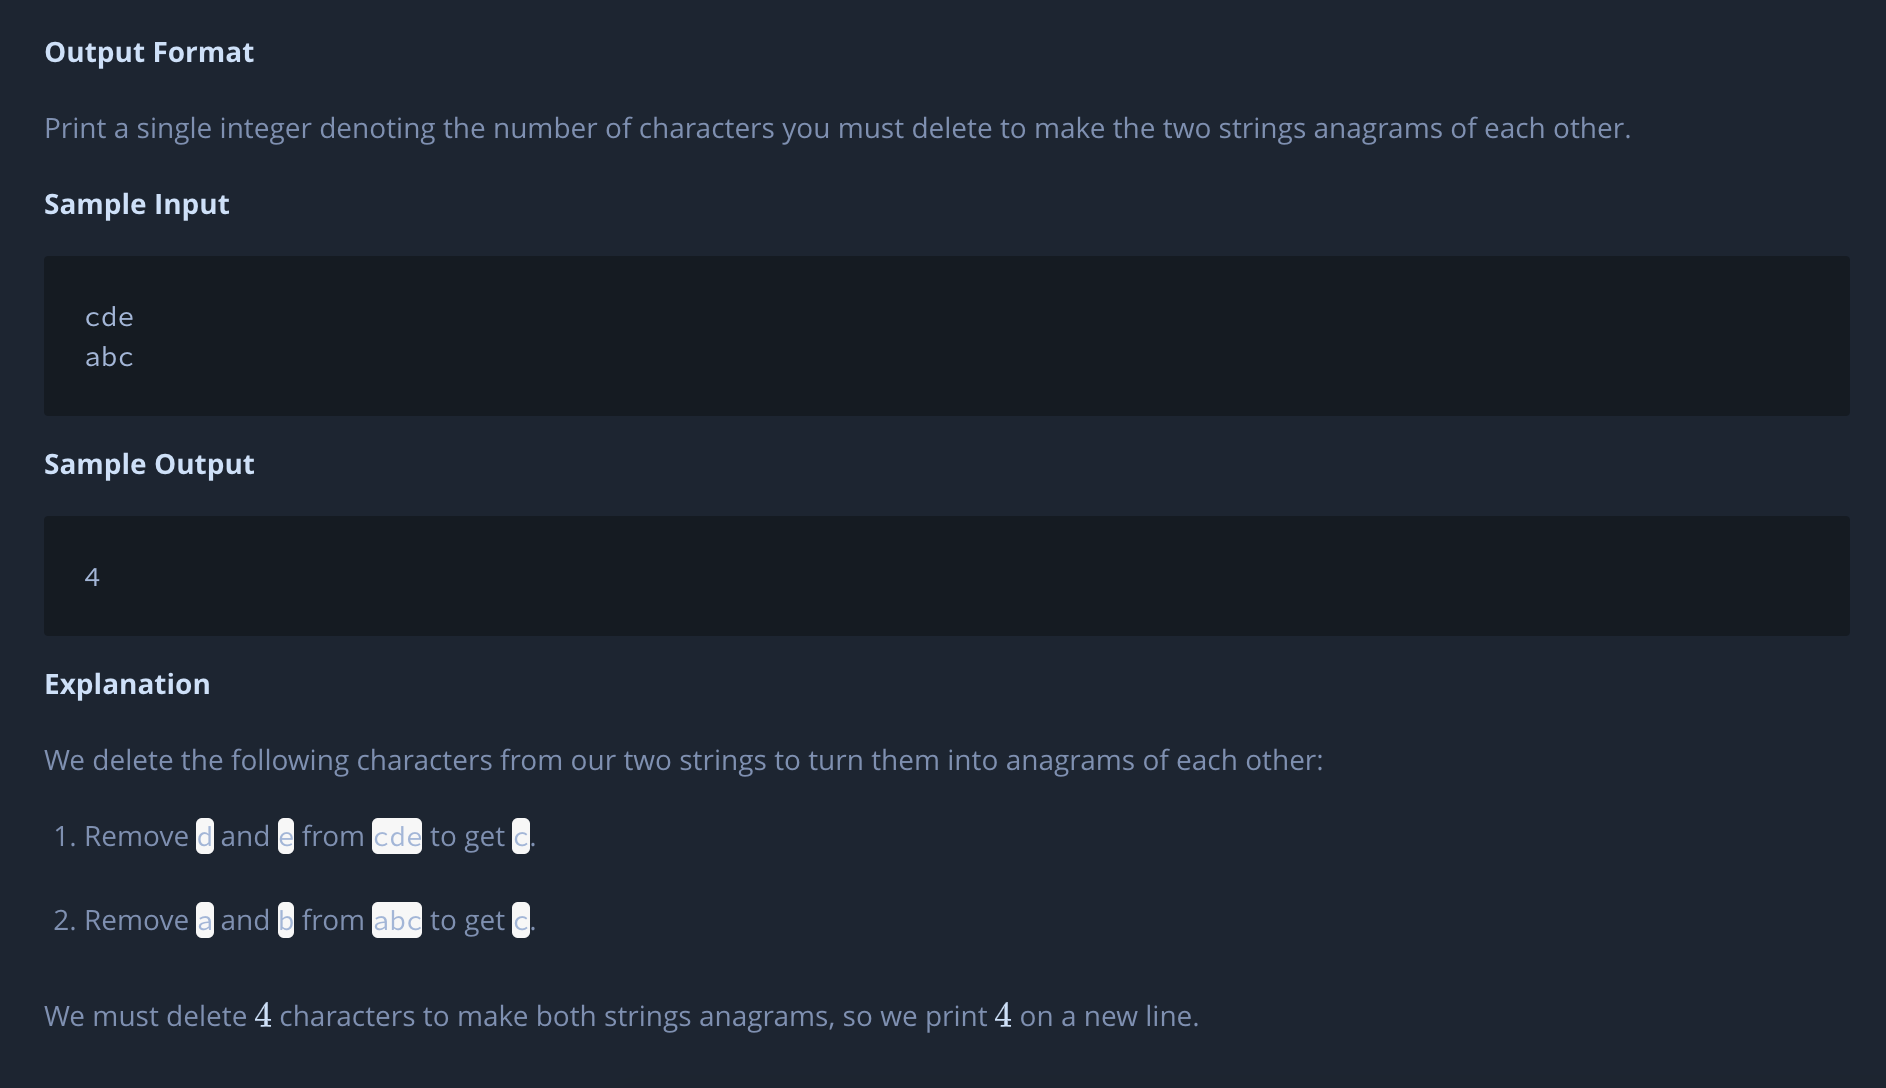 Output Format
Print a single integer denoting the number of characters you must delete to make the two strings anagrams of each other.
Sample Input
cde
abc
Sample Output
4
Explanation
We delete the following characters from our two strings to turn them into anagrams of each other:
1. Remove d and e from cde to get c.
2. Remove a and b from abc to get c.
We must delete 4 characters to make both strings anagrams, so we print 4 on a new line.